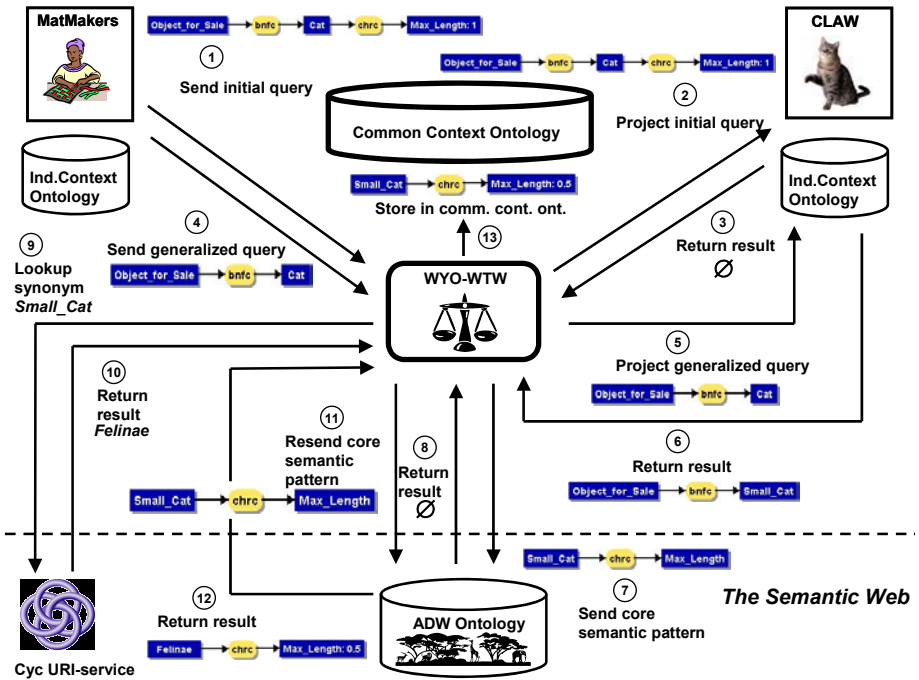 MatMakers
Object_for_Sale bnfc Cat chrc Max_Length: 1
1
Send initial query
Object_for_Sale bnfc Cat chrc Max_Length: 1
2
Project initial query
CLAW
Common Context Ontology
Ind.Context
Ontology
Ind.Context
Ontology
Small_Cat chrc Max_Length: 0.5
Store in comm. cont. ont.
13
3
Return result
Ø
4
Send generalized query
Object_for_Sale bnfc Cat
9
Lookup
synonym
Small_Cat
WYO-WTW
5
Project generalized query
Object_for_Sale bnfc Cat
10
Return
result
Felinae
11
Resend core
semantic
pattern
Small_Cat chrc Max_Length
8
Return
result
Ø
6
Return result
Object_for_Sale bnfc Small_Cat
Small_Cat chrc Max_Length
7
Send core
semantic pattern
The Semantic Web
12
Return result
Felinae chrc Max_Length: 0.5
ADW Ontology
Cyc URI-service